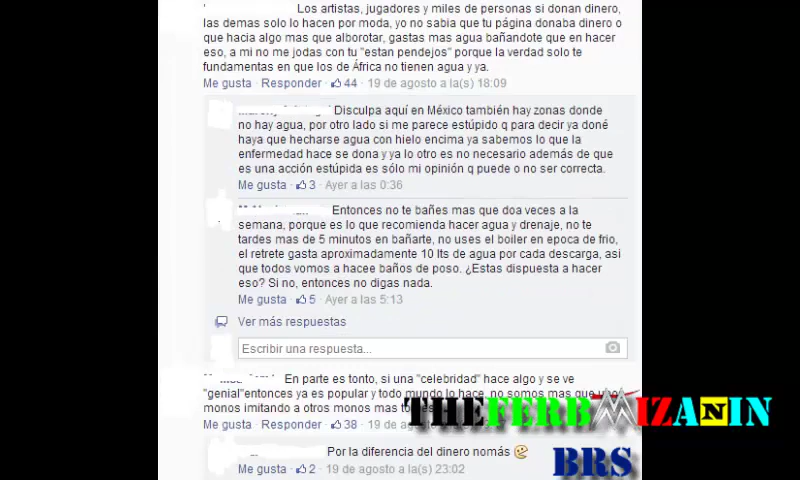 Los artistas, jugadores y miles de personas si donan dinero,
las demas solo lo hacen por moda, yo no sabia que tu página donaba dinero o
que hacia algo mas que alborotar, gastas mas agua bañandote que en hacer
eso, a mi no me jodas con tu "estan pendejos" porque la verdad solo te
fundamentas en que los de África no tienen agua y ya.
Me gusta · Responder · 44 · 19 de agosto a la(s) 18:09
Disculpa aquí en México también hay zonas donde
no hay agua, por otro lado si me parece estúpido q para decir ya doné
haya que hecharse agua con hielo encima ya sabemos lo que la
enfermedad hace se dona y ya lo otro es no necesario además de que
es una acción estúpida es sólo mi opinión q puede o no ser correcta.
Me gusta · 3 · Ayer a las 0:36
Entonces no te bañes mas que doa veces a la
semana, porque es lo que recomienda hacer agua y drenaje, no te
tardes mas de 5 minutos en bañarte, no uses el boiler en epoca de frio,
el retrete gasta aproximadamente 10 lts de agua por cada descarga, asi
que todos vomos a hacee baños de poso. ¿Estas dispuesta a hacer
eso? Si no, entonces no digas nada.
Me gusta · 5 · Ayer a las 5:13
Ver más respuestas
Escribir una respuesta...
En parte es tonto, si una "celebridad" hace algo y se ve
"genial"entonces ya es popular y todo mundo lo hace, no somos mas que unos
monos imitando a otros monos mas
Me gusta · Responder · 38 · 19 de
THEFERBMIZANIN
Por la diferencia del dinero nomás
BRS
Me gusta · 2 · 19 de agosto a la(s) 23:02